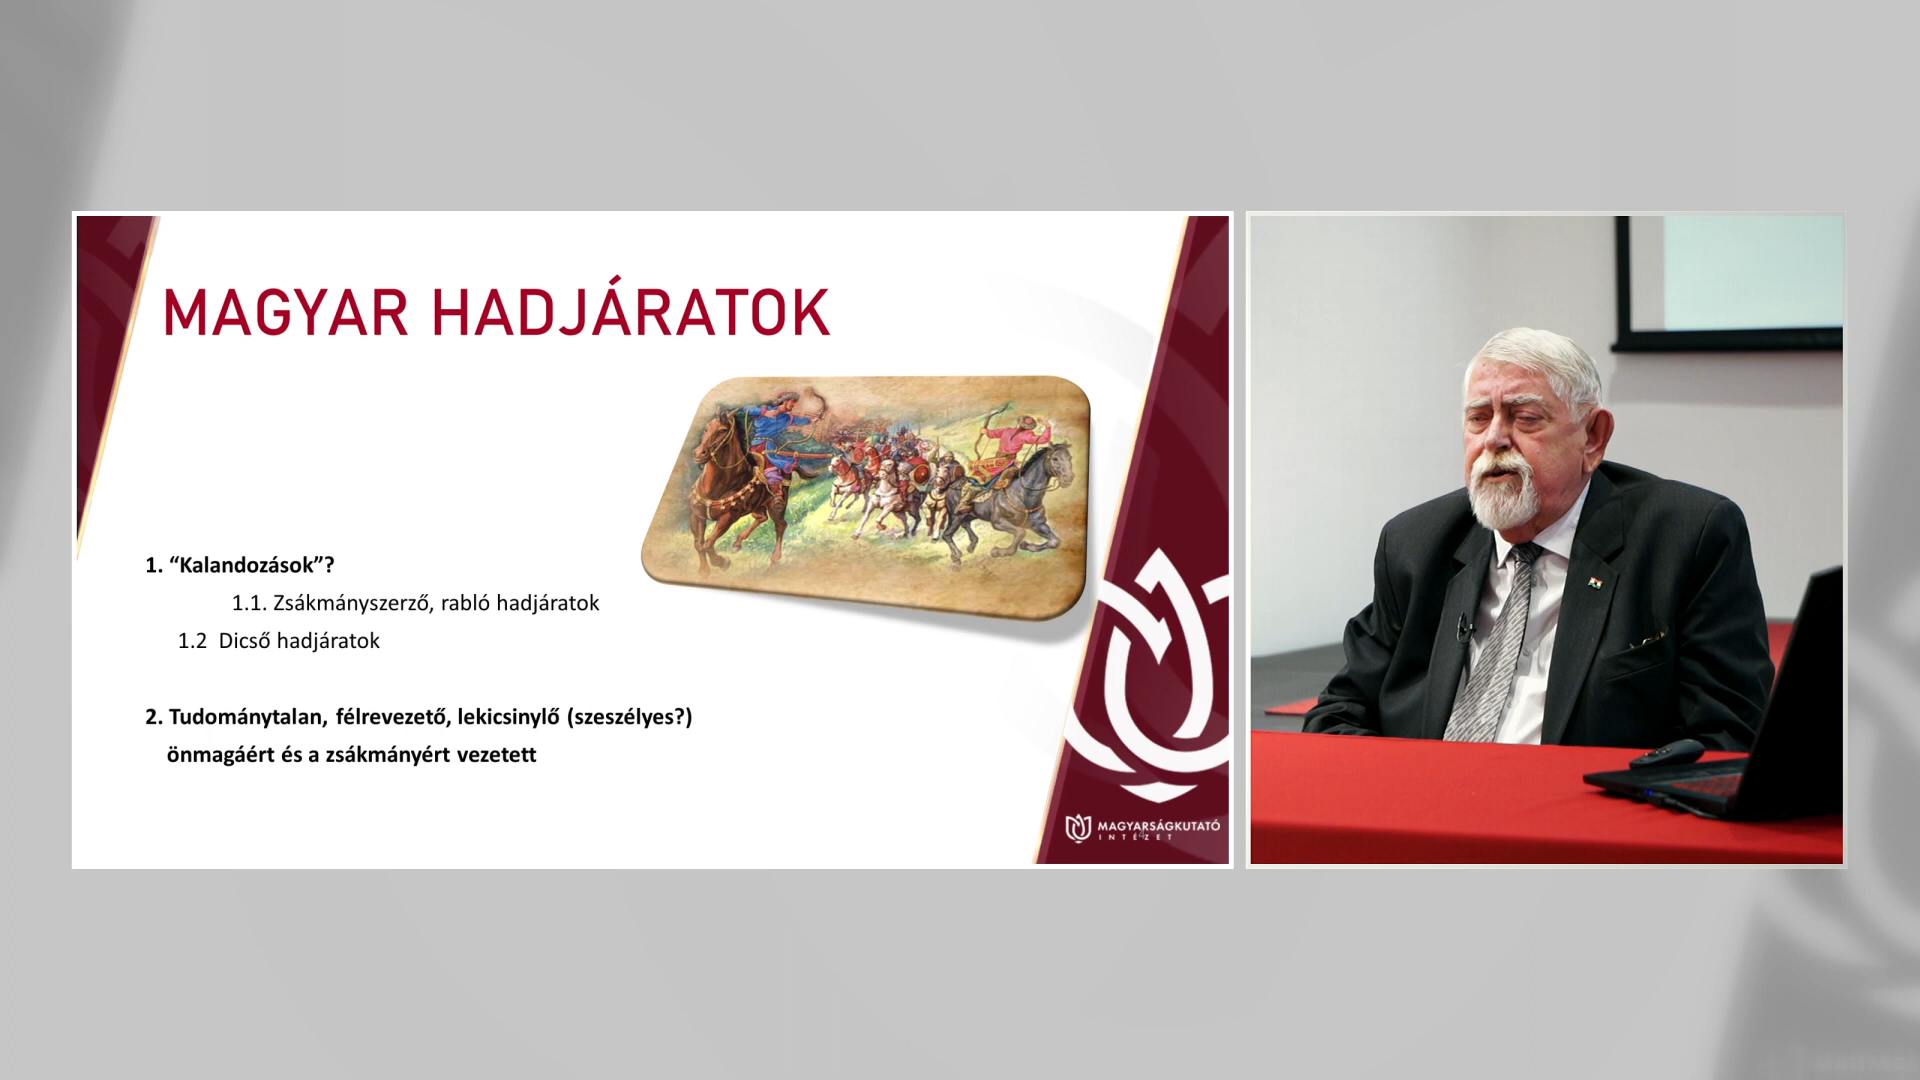 MAGYAR HADJÁRATOK
1. “Kalandozások”?
1.1. Zsákmányszerző, rabló hadjáratok
1.2 Dicső hadjáratok
2. Tudománytalan, félrevezető, lekicsinylő (szeszélyes?)
önmagáért és a zsákmányért vezetett
MAGYARSÁGKUTATÓ
INTÉZET